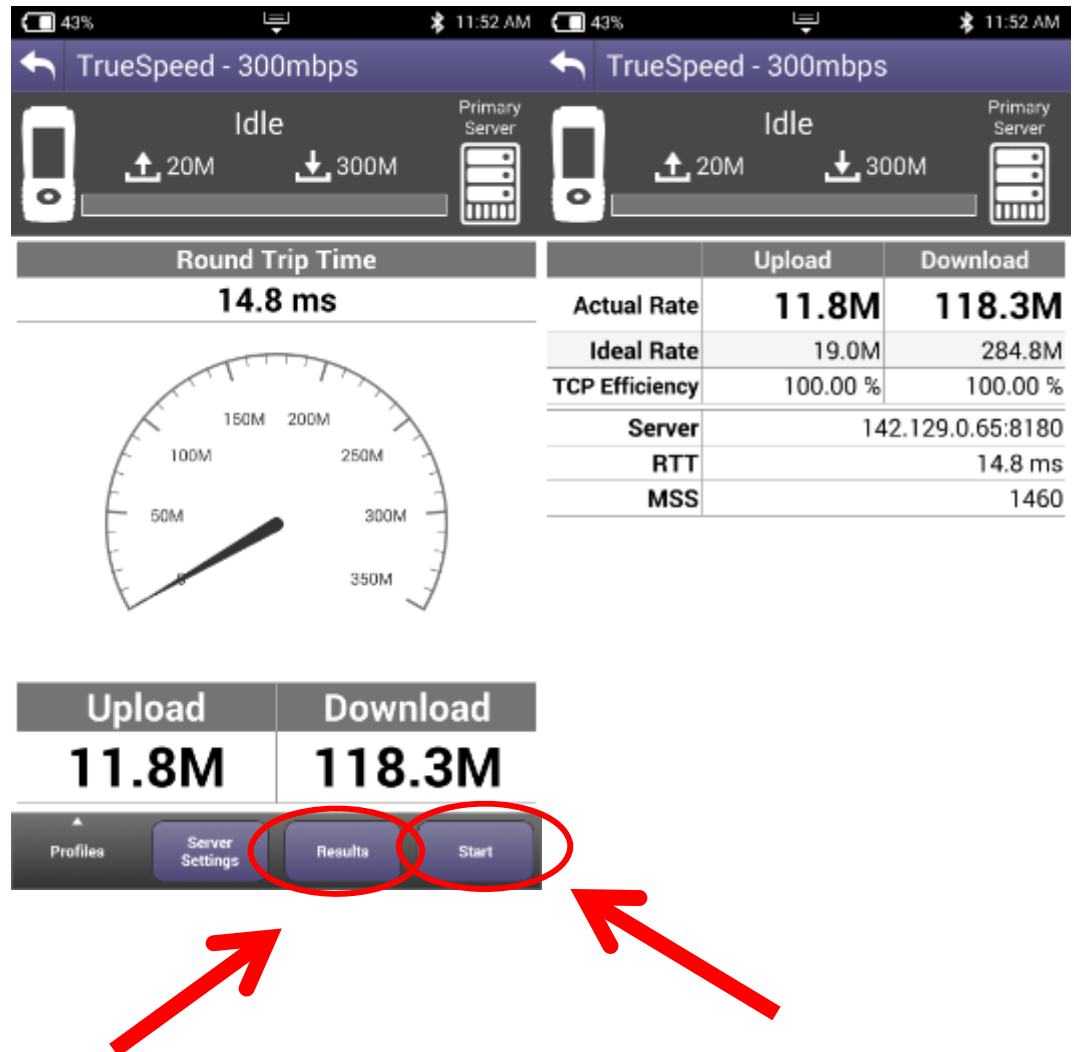 43%
11:52 AM
TrueSpeed - 300mbps
Idle
Primary
Server
20M
300M
Round Trip Time
14.8 ms
150M 200M
100M 250M
50M 300M
0 350M
Upload Download
11.8M 118.3M
Profiles
Server
Settings
Results
Start
43%
11:52 AM
TrueSpeed - 300mbps
Idle
Primary
Server
20M
300M
Upload Download
Actual Rate 11.8M 118.3M
Ideal Rate 19.0M 284.8M
TCP Efficiency 100.00 % 100.00 %
Server 142.129.0.65:8180
RTT 14.8 ms
MSS 1460